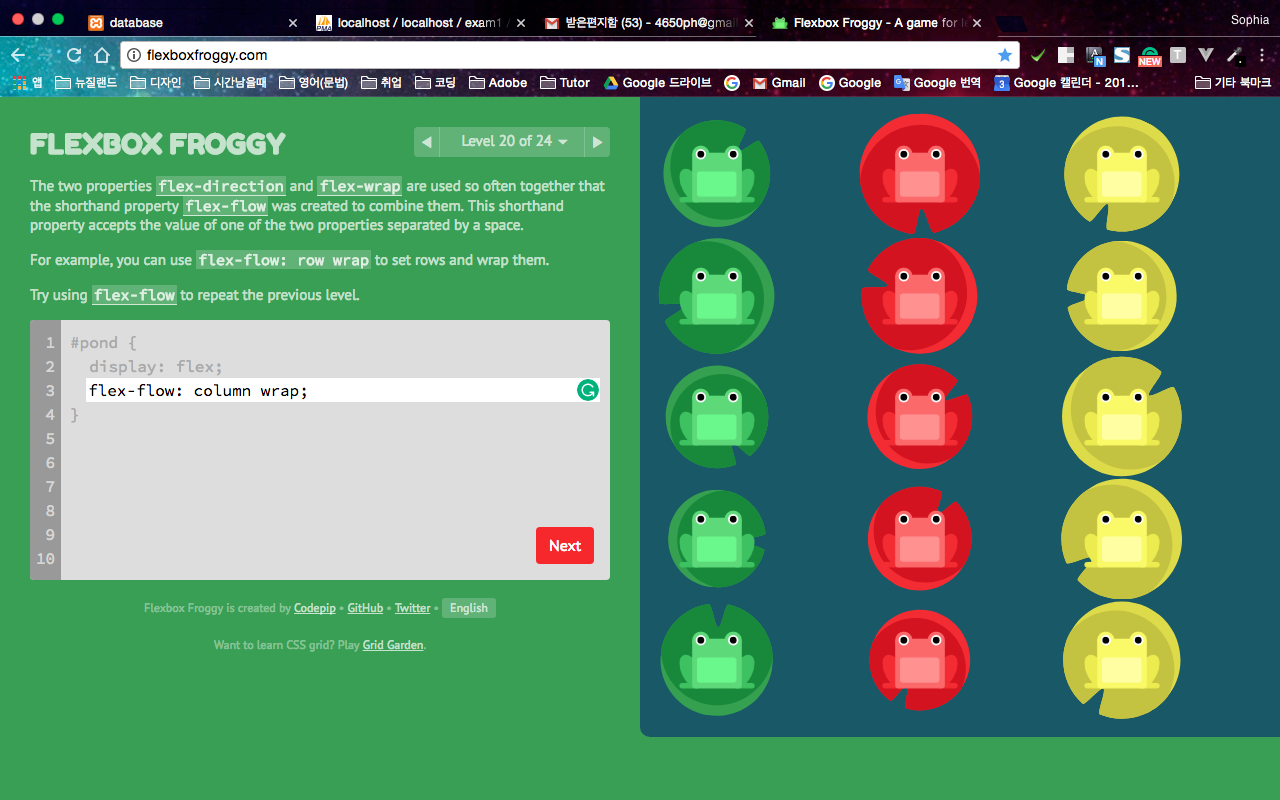 database
localhost / localhost / exam1 /
받은편지함 (53) - 4650ph@gmail
Flexbox Froggy - A game for l
Sophia
flexboxfroggy.com
N
S
NEW
T
앱 뉴질랜드 디자인 시간남을때 영어(문법) 취업 코딩 Adobe Tutor Google 드라이브 Gmail Google Google 번역 3 Google 캘린더 - 201... 기타 북마크
FLEXBOX FROGGY
◀ Level 20 of 24 ▶
The two properties flex-direction and flex-wrap are used so often together that
the shorthand property flex-flow was created to combine them. This shorthand
property accepts the value of one of the two properties separated by a space.
For example, you can use flex-flow: row wrap to set rows and wrap them.
Try using flex-flow to repeat the previous level.
1 #pond {
2 display: flex;
3 flex-flow: column wrap;
4 }
5
6
7
8
9
10
Next
Flexbox Froggy is created by Codepip • GitHub • Twitter • English
Want to learn CSS grid? Play Grid Garden.